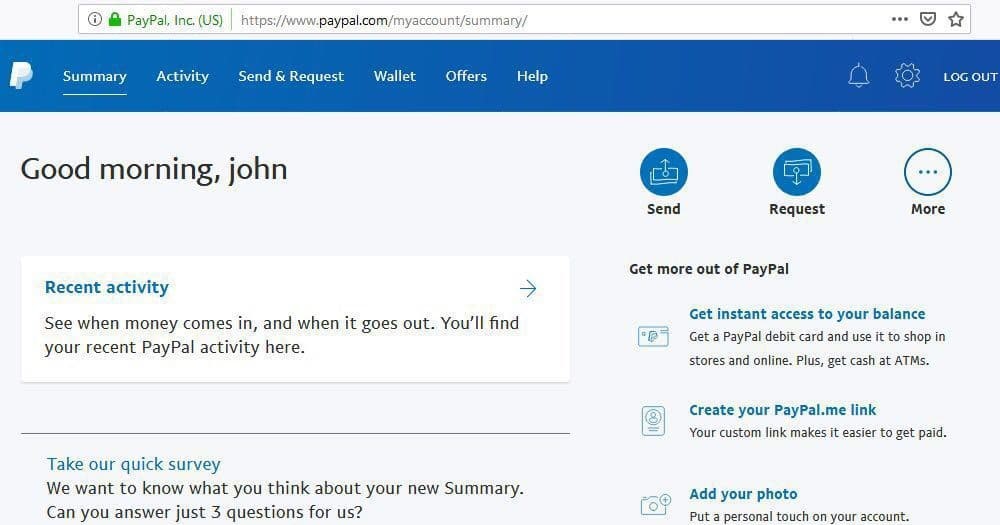 PayPal, Inc. (US) https://www.paypal.com/myaccount/summary/
Summary Activity Send & Request Wallet Offers Help LOG OUT
Good morning, john
Send Request More
Recent activity
See when money comes in, and when it goes out. You’ll find
your recent PayPal activity here.
Take our quick survey
We want to know what you think about your new Summary.
Can you answer just 3 questions for us?
Get more out of PayPal
Get instant access to your balance
Get a PayPal debit card and use it to shop in
stores and online. Plus, get cash at ATMs.
Create your PayPal.me link
Your custom link makes it easier to get paid.
Add your photo
Put a personal touch on your account.